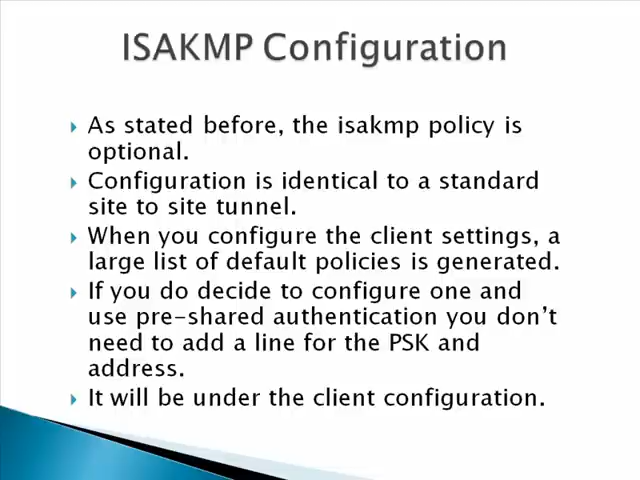 ISAKMP Configuration
As stated before, the isakmp policy is
optional.
Configuration is identical to a standard
site to site tunnel.
When you configure the client settings, a
large list of default policies is generated.
If you do decide to configure one and
use pre-shared authentication you don’t
need to add a line for the PSK and
address.
It will be under the client configuration.